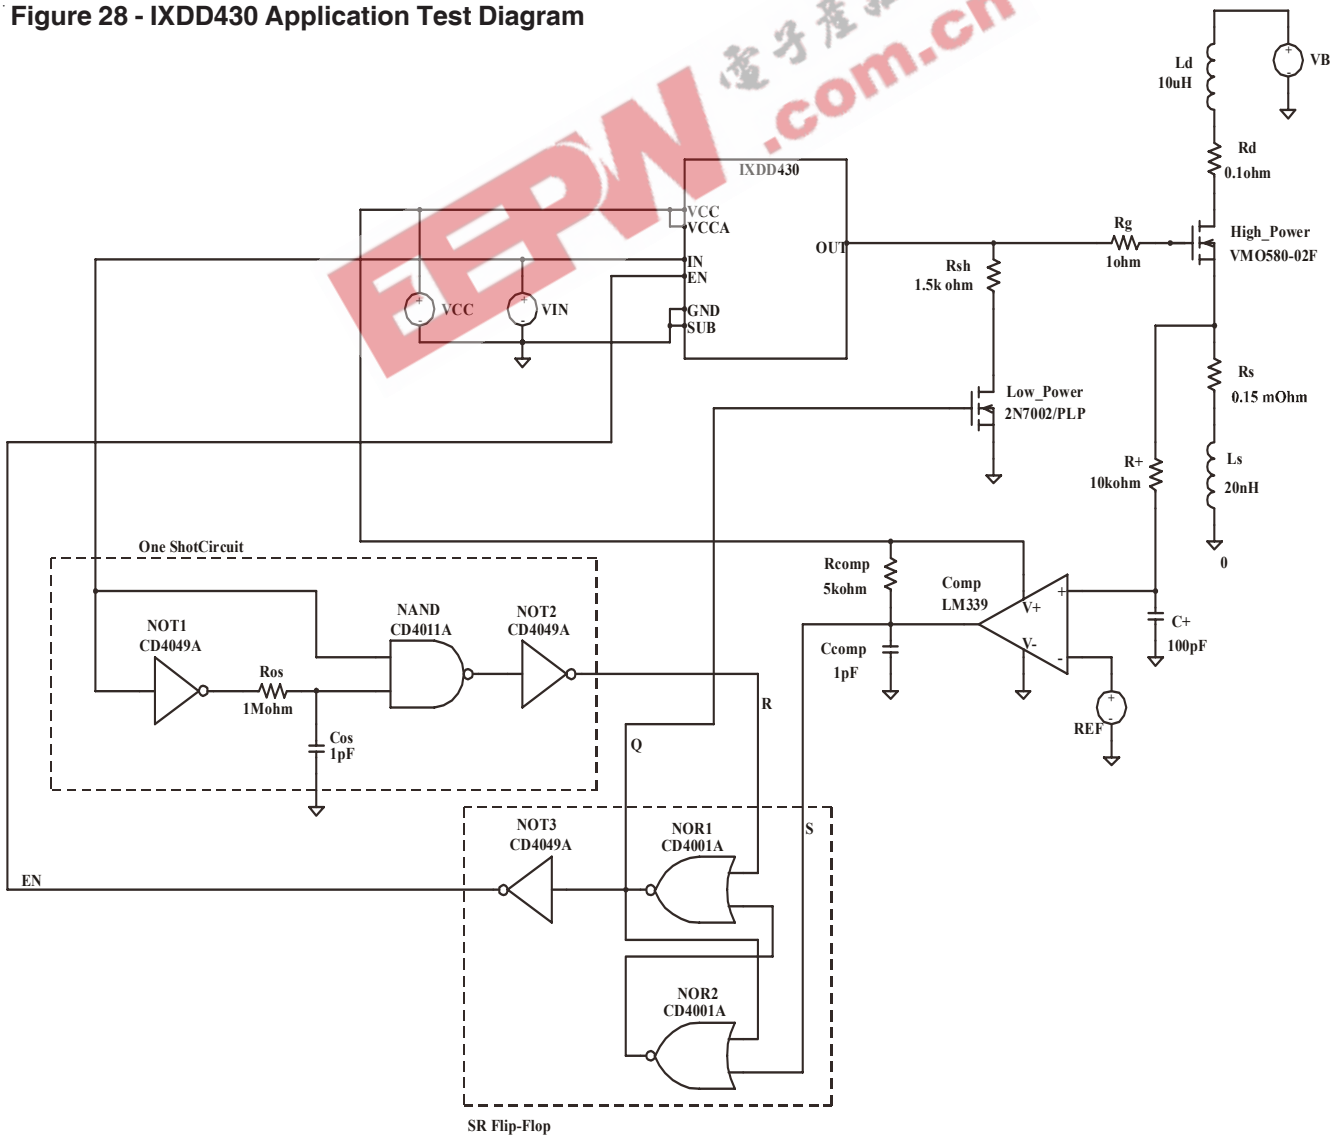 Figure 28 - IXDD430 Application Test Diagram
EEPW
.com.cn
電子產品
Ld
10uH
VB
+
-
Rd
0.1ohm
IXDD430
VCC
VCCA
IN
EN
GND
SUB
OUT
Rg
1ohm
High_Power
VMO580-02F
Rsh
1.5k ohm
+
-
VCC
+
-
VIN
Rs
0.15 mOhm
Low_Power
2N7002/PLP
R+
10kohm
Ls
20nH
0
One ShotCircuit
Rcomp
5kohm
Comp
LM339
V+
V-
+
-
C+
100pF
Ccomp
1pF
+
-
REF
NOT1
CD4049A
NAND
CD4011A
NOT2
CD4049A
Ros
1Mohm
Cos
1pF
R
Q
S
NOT3
CD4049A
NOR1
CD4001A
EN
NOR2
CD4001A
SR Flip-Flop